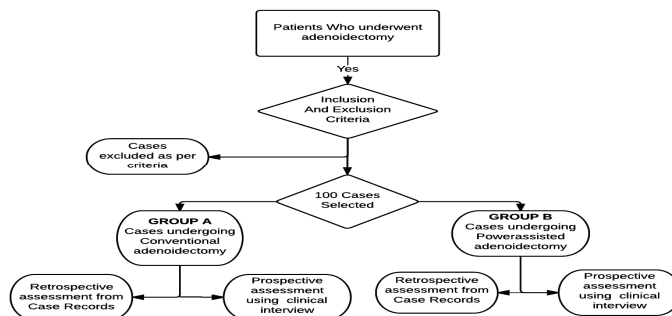 Patients Who underwent
adenoidectomy
Yes
Inclusion
And Exclusion
Criteria
Cases
excluded as per
criteria
100 Cases
Selected
GROUP A
Cases undergoing
Conventional
adenoidectomy
GROUP B
Cases undergoing
Powerassisted
adenoidectomy
Retrospective
assessment from
Case Records
Prospective
assessment
using clinical
interview
Retrospective
assessment from
Case Records
Prospective
assessment
using clinical
interview